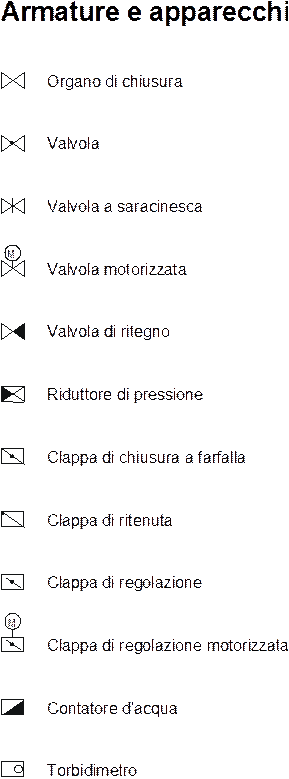 Armature e apparecchi
Organo di chiusura
Valvola
Valvola a saracinesca
M
Valvola motorizzata
Valvola di ritegno
Riduttore di pressione
Clappa di chiusura a farfalla
Clappa di ritenuta
Clappa di regolazione
M
Clappa di regolazione motorizzata
Contatore d'acqua
Torbidimetro